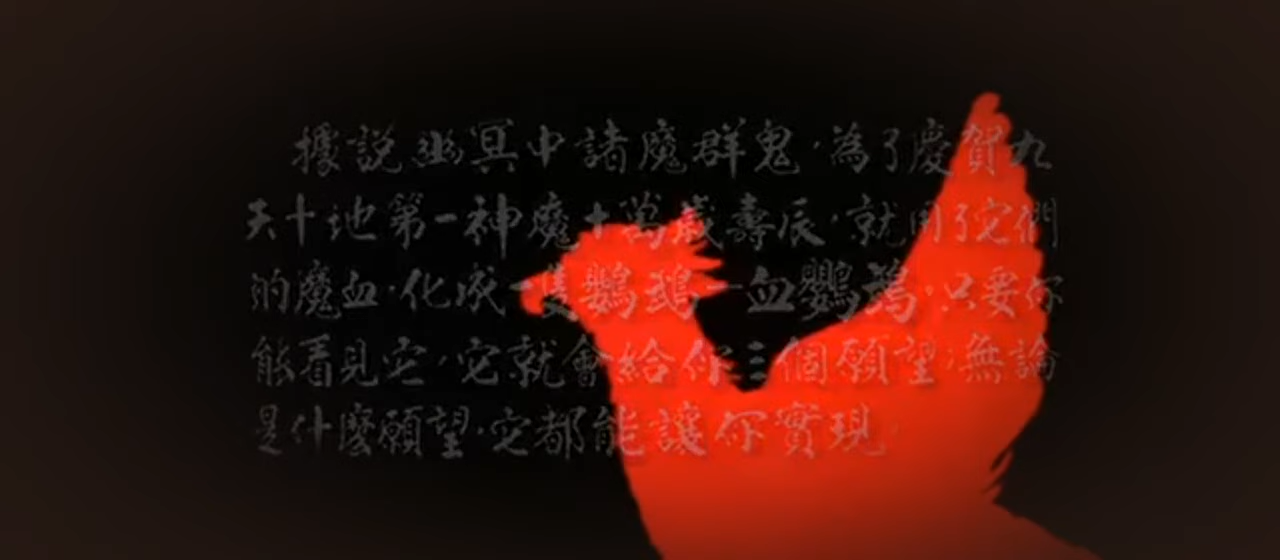 據說幽冥中諸魔群鬼，為了慶賀九
天十地第一神魔十萬歲壽辰，就用了它們
的魔血，化成一隻鸚鵡—血鸚鵡，只要你
能看見它，它就會給你三個願望，無論
是什麼願望，它都能讓你實現